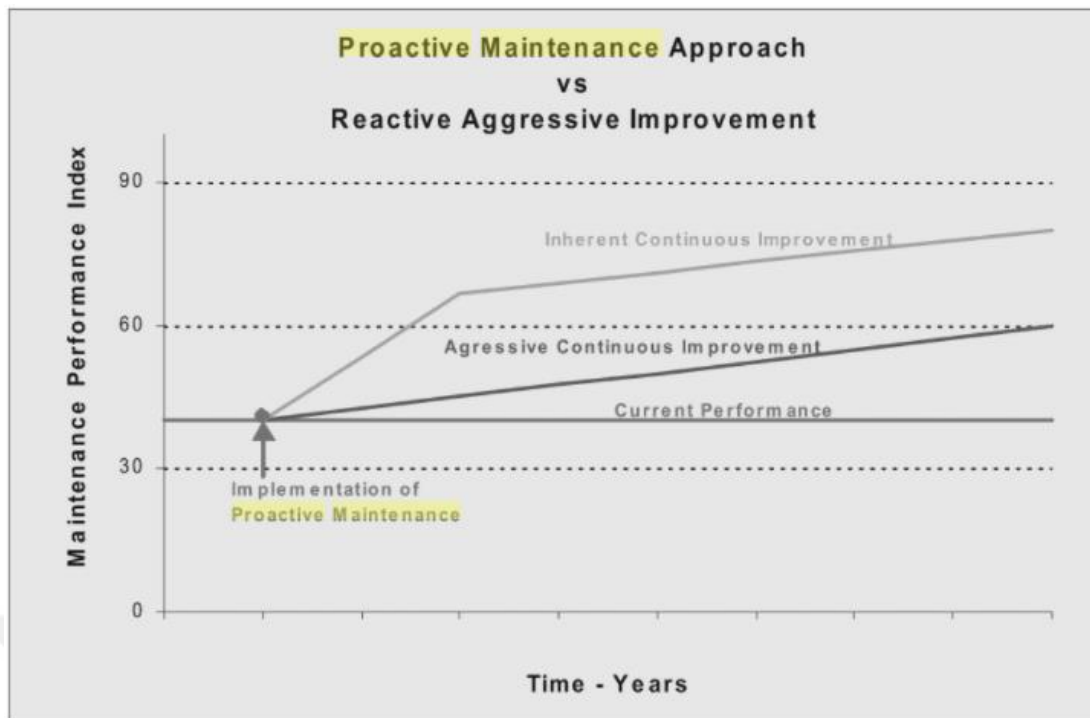 Proactive Maintenance Approach
vs
Reactive Aggressive Improvement
Maintenance Performance Index
90
60
30
0
Inherent Continuous Improvement
Agressive Continuous Improvement
Current Performance
Implementation of
Proactive Maintenance
Time - Years